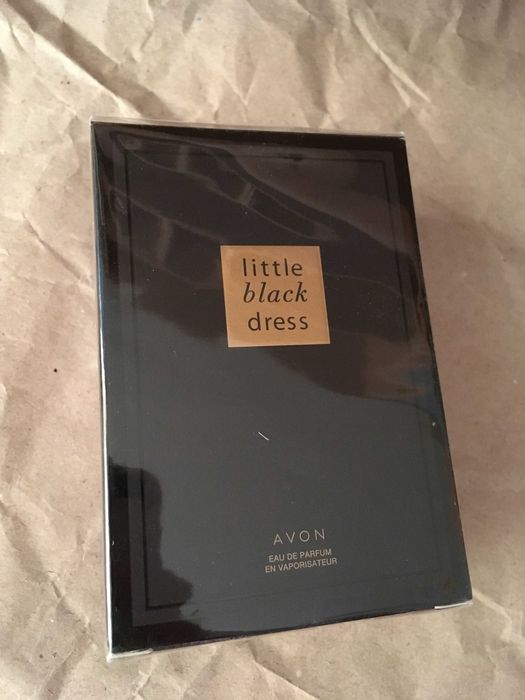 little
black
dress
AVON
EAU DE PARFUM
EN VAPORISATEUR